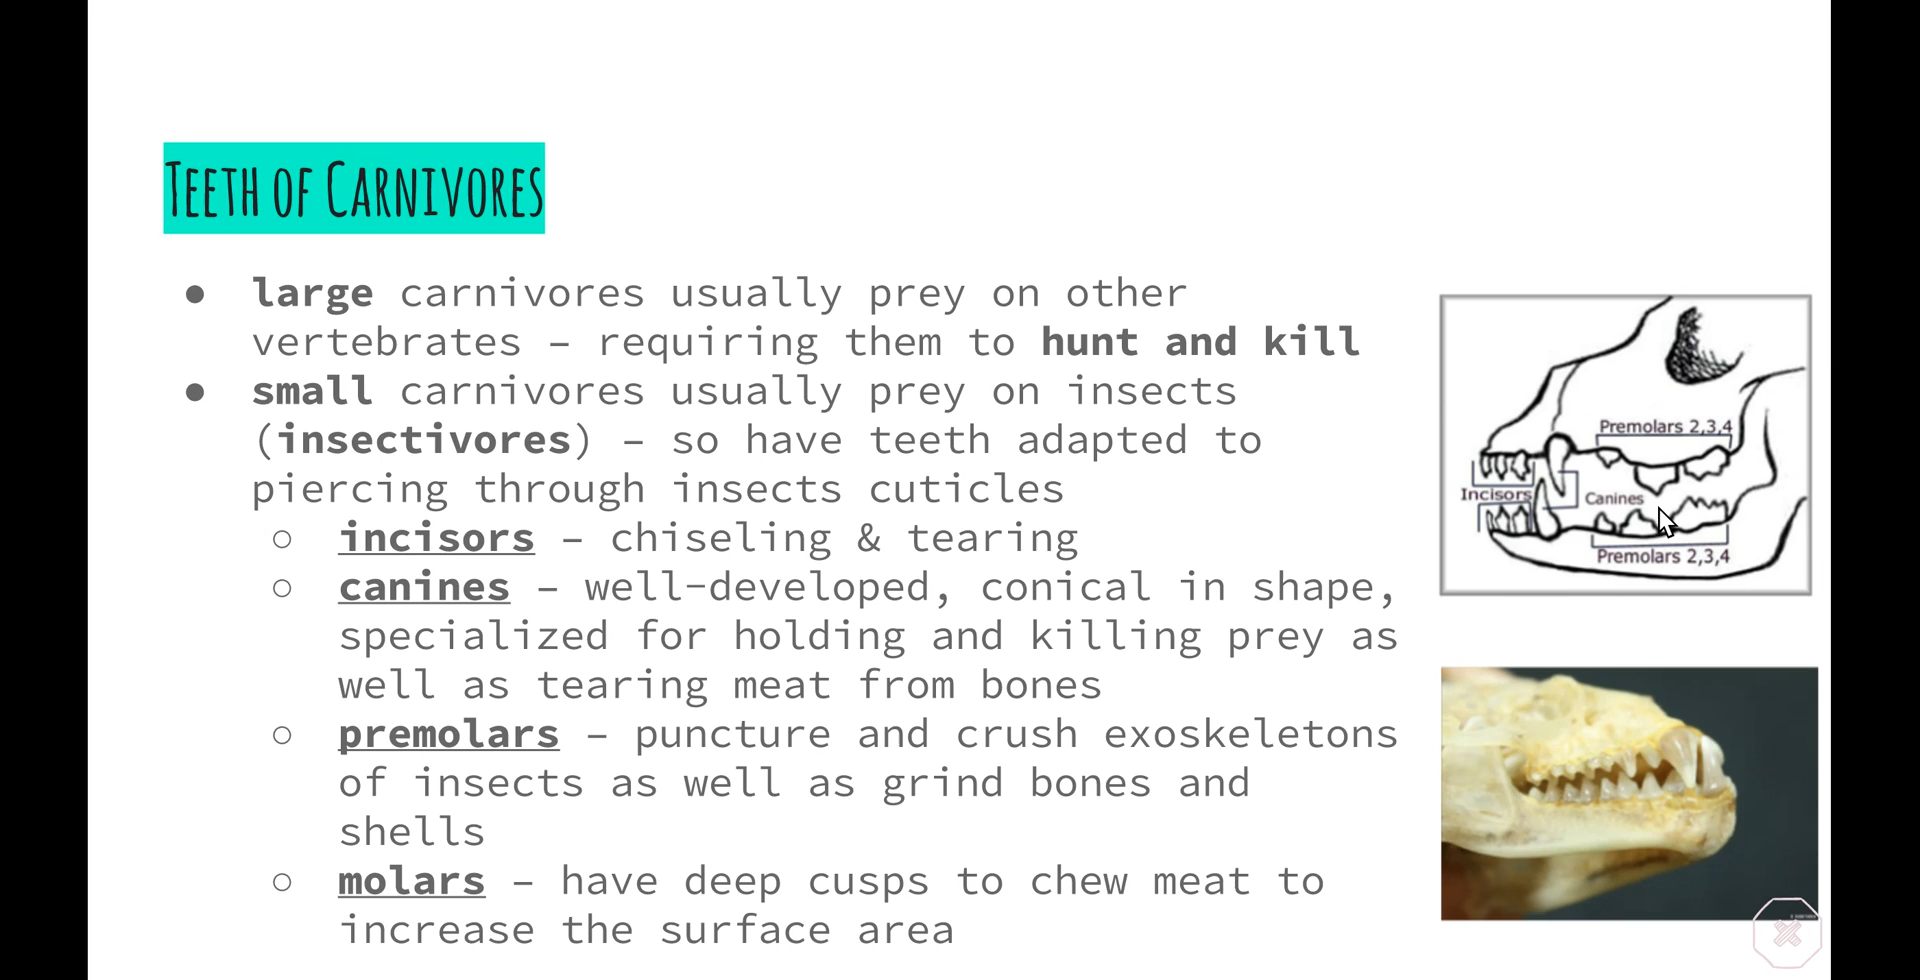 Teeth of Carnivores
● large carnivores usually prey on other
vertebrates – requiring them to hunt and kill
● small carnivores usually prey on insects
(insectivores) – so have teeth adapted to
piercing through insects cuticles
○ incisors – chiseling & tearing
○ canines – well-developed, conical in shape,
specialized for holding and killing prey as
well as tearing meat from bones
○ premolars – puncture and crush exoskeletons
of insects as well as grind bones and
shells
○ molars – have deep cusps to chew meat to
increase the surface area
Premolars 2,3,4
Incisors
Canines
Premolars 2,3,4